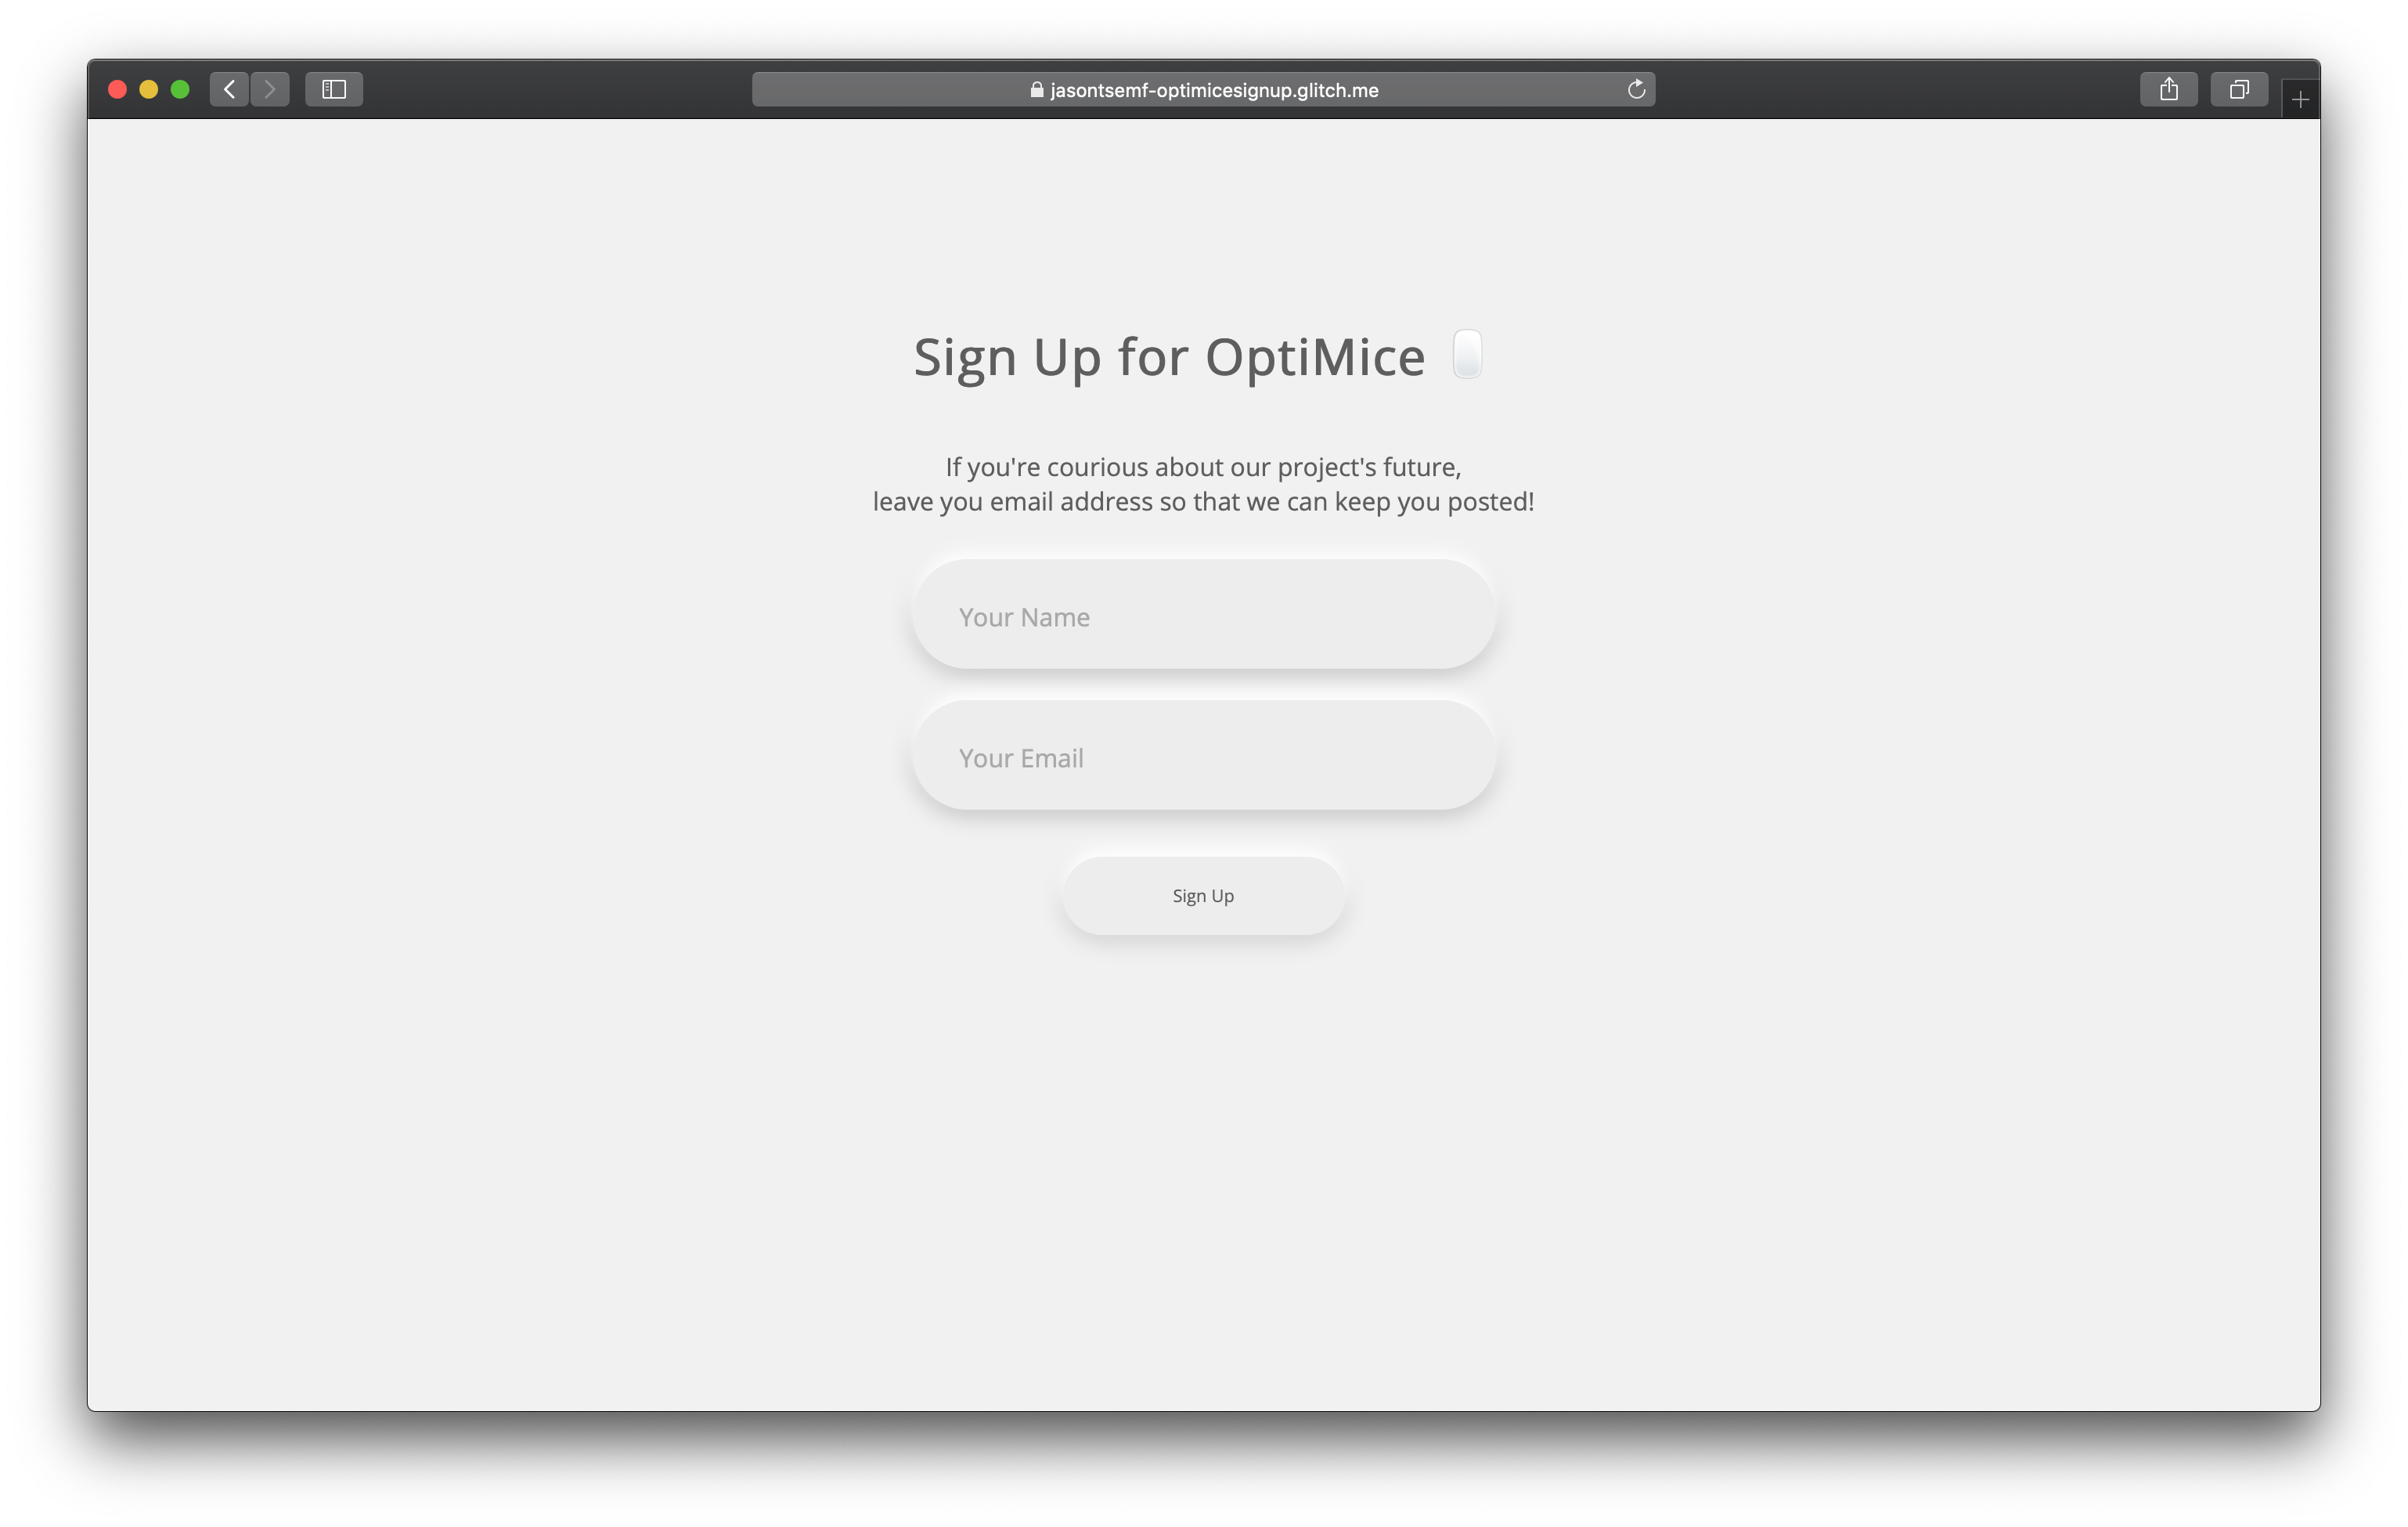 jasontsemf-optimicesignup.glitch.me
Sign Up for OptiMice
If you're courious about our project's future,
leave you email address so that we can keep you posted!
Your Name
Your Email
Sign Up